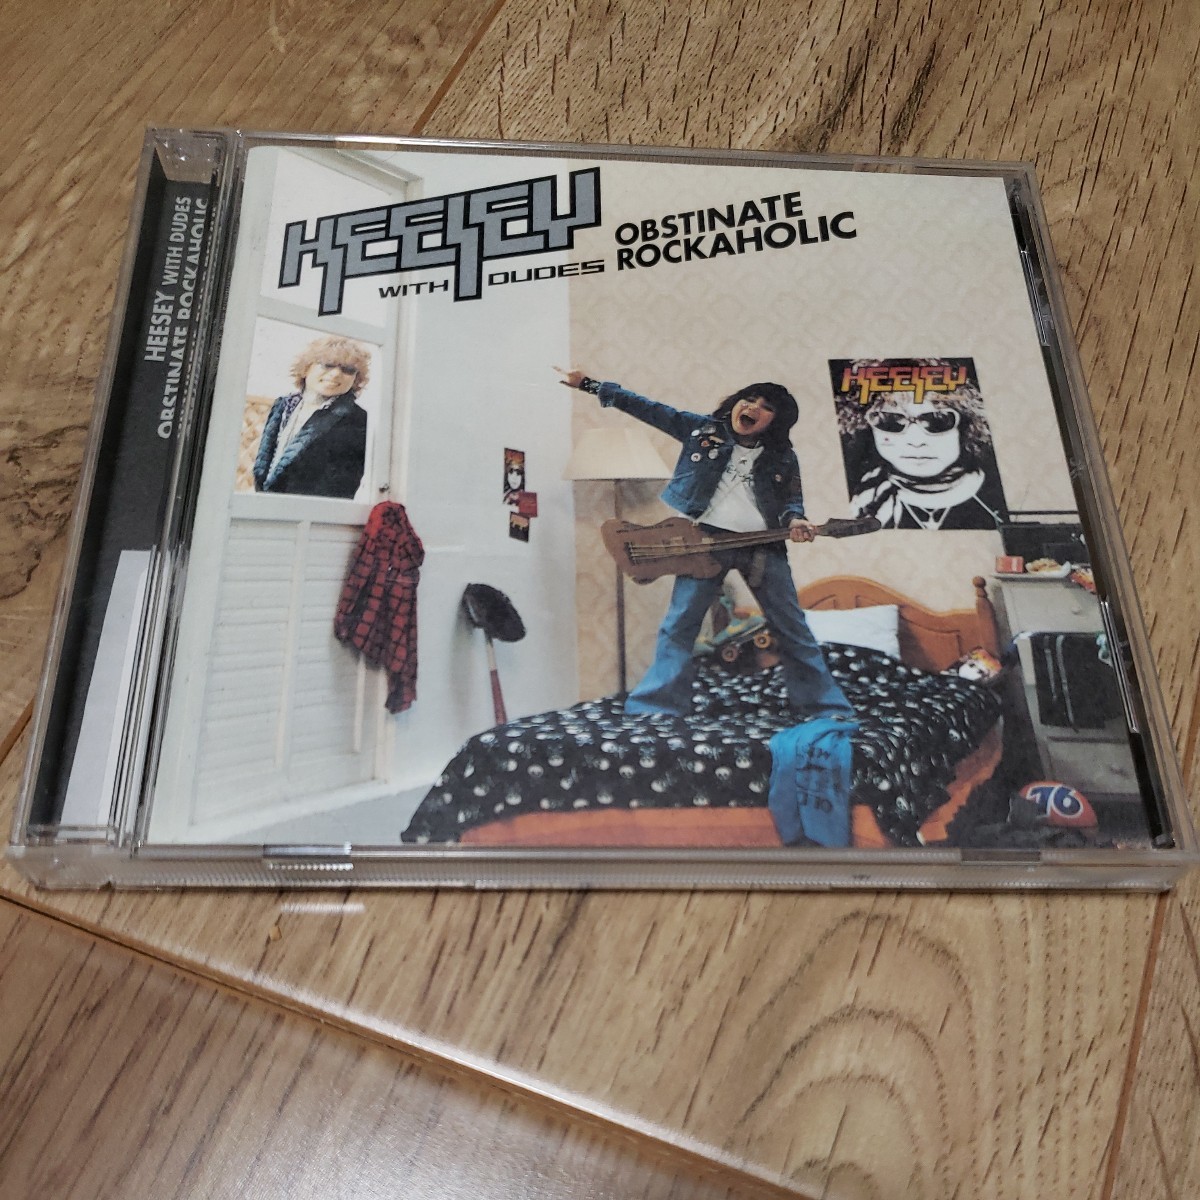 HEESEY WITH DUDES
OBSTINATE ROCKAHOLIC
HEESEY
WITH DUDES
OBSTINATE
ROCKAHOLIC
HEESEY
76